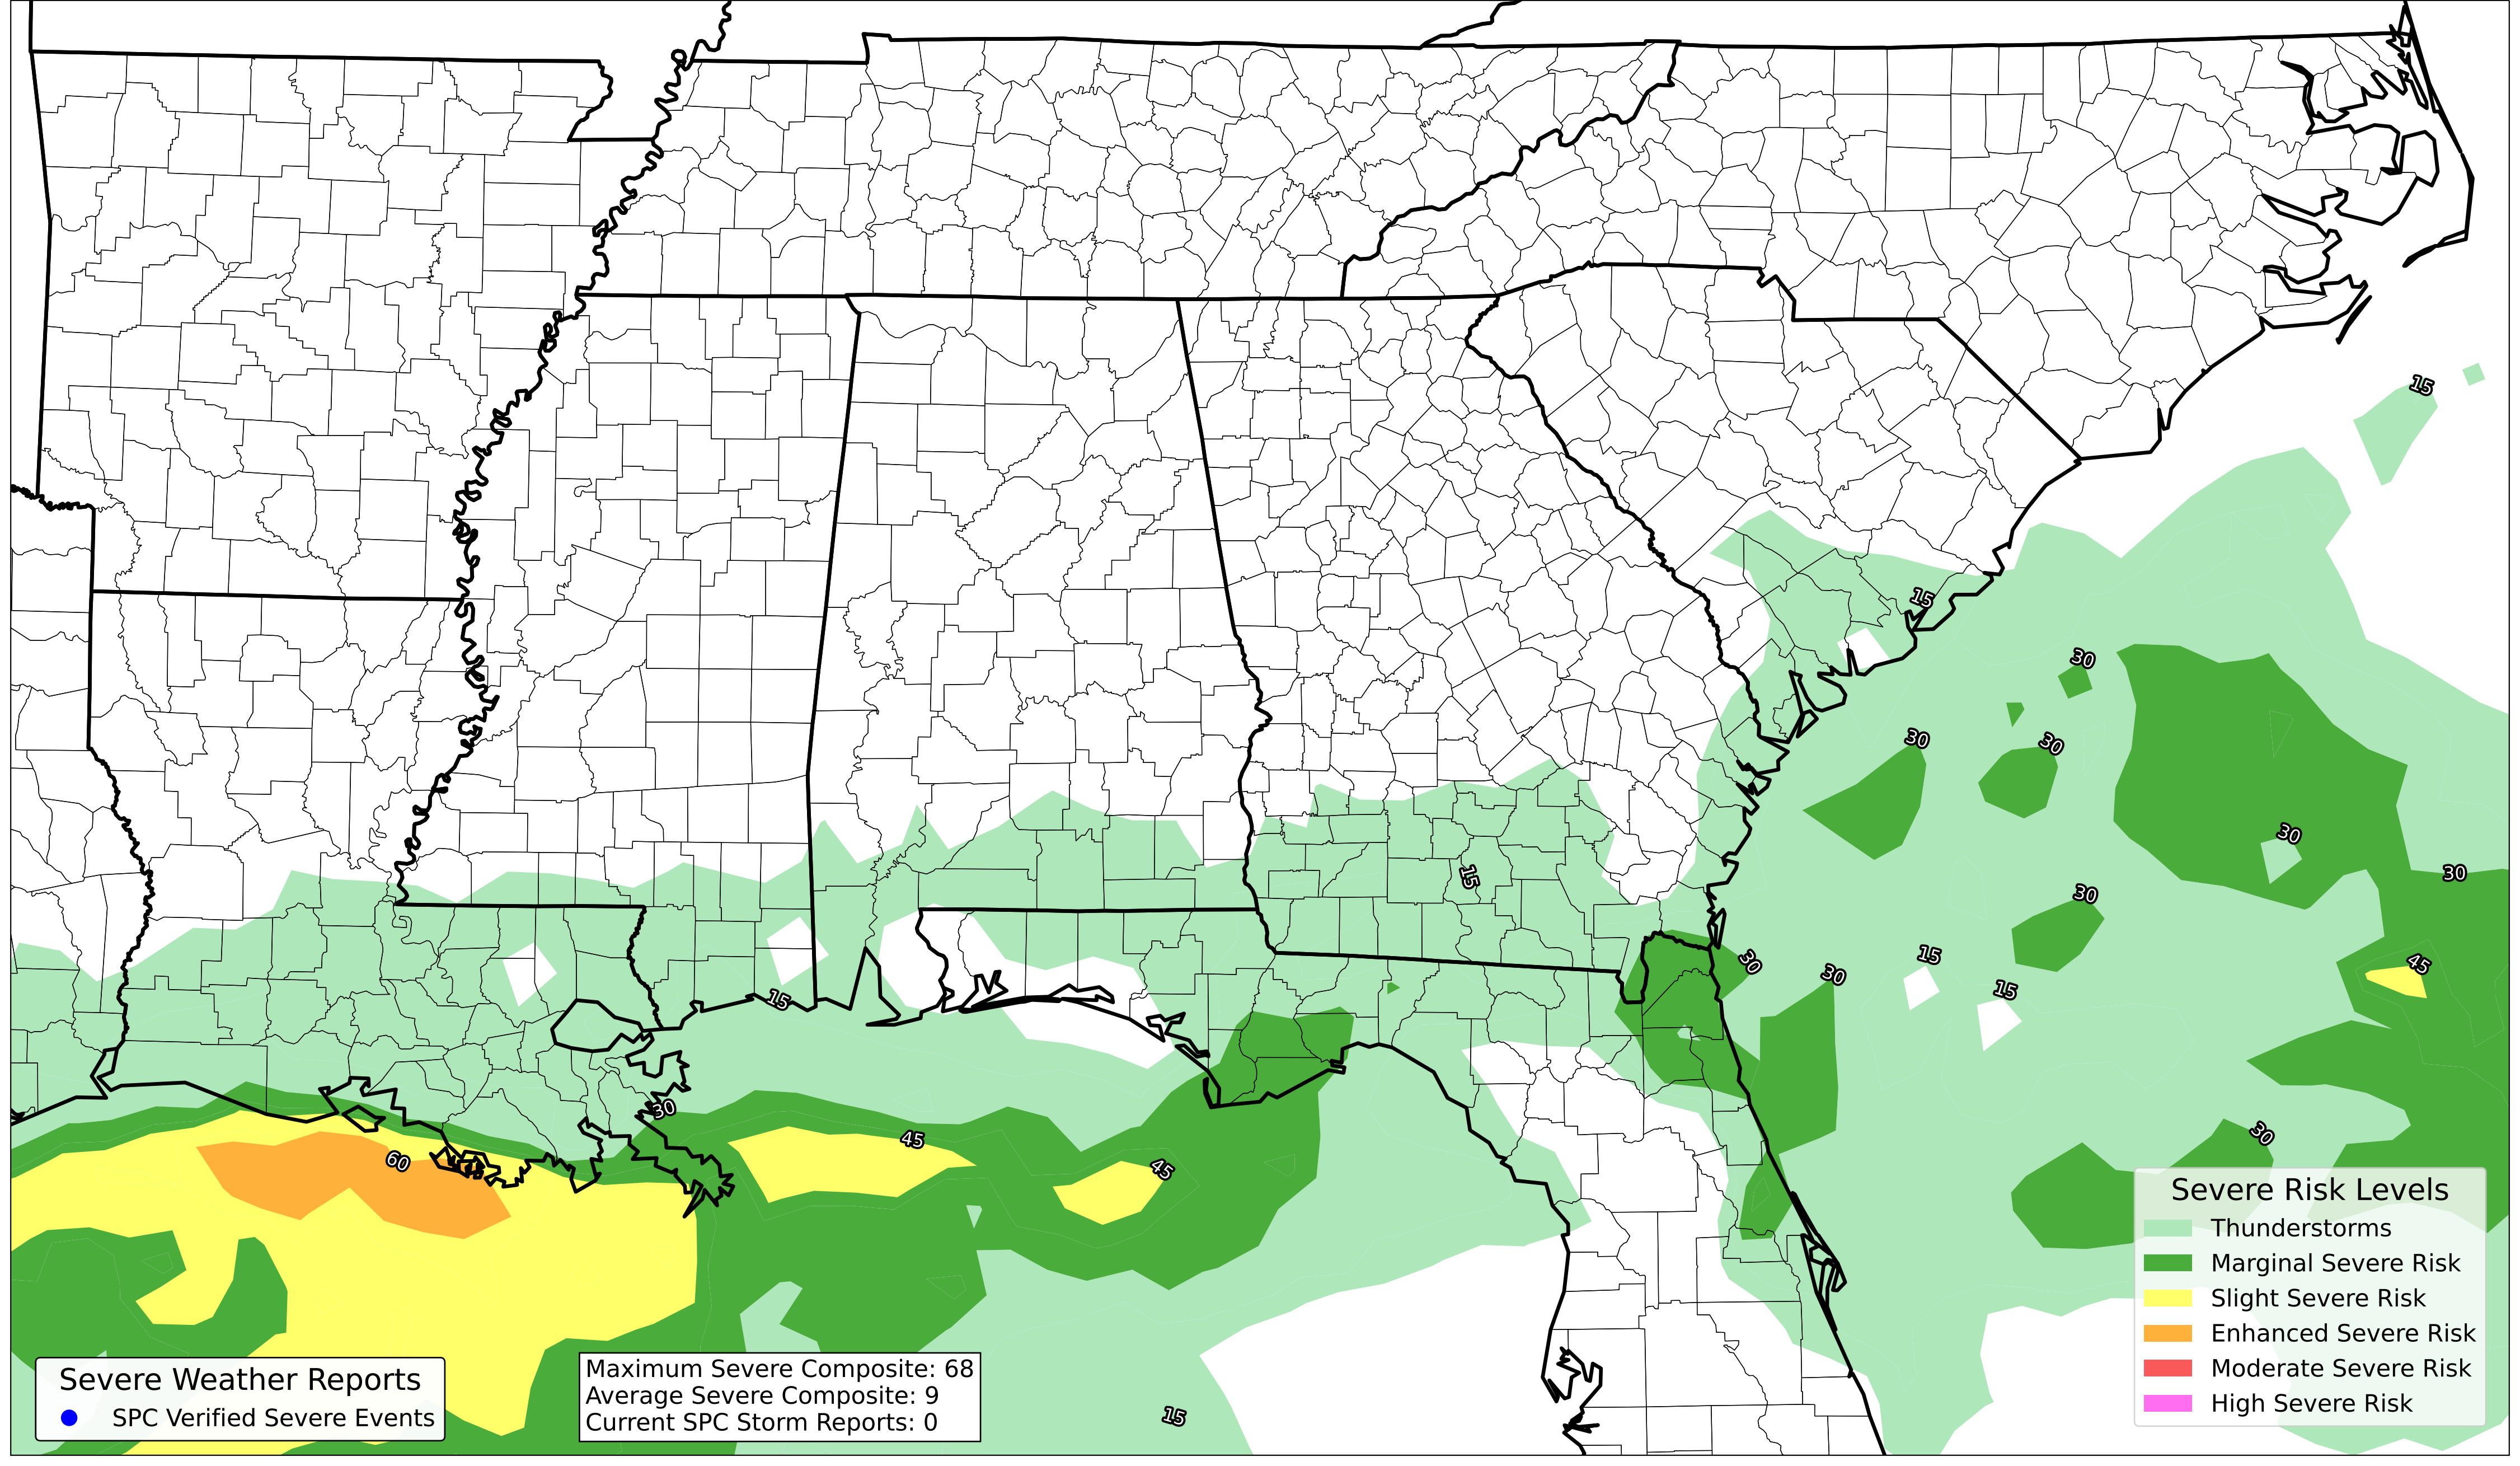 15
15
30
30
30
30
30
15
30
30
15
30
45
15
15
30
30
45
45
60
15
Severe Risk Levels
Thunderstorms
Marginal Severe Risk
Slight Severe Risk
Enhanced Severe Risk
Moderate Severe Risk
High Severe Risk
Severe Weather Reports
SPC Verified Severe Events
Maximum Severe Composite: 68
Average Severe Composite: 9
Current SPC Storm Reports: 0
15